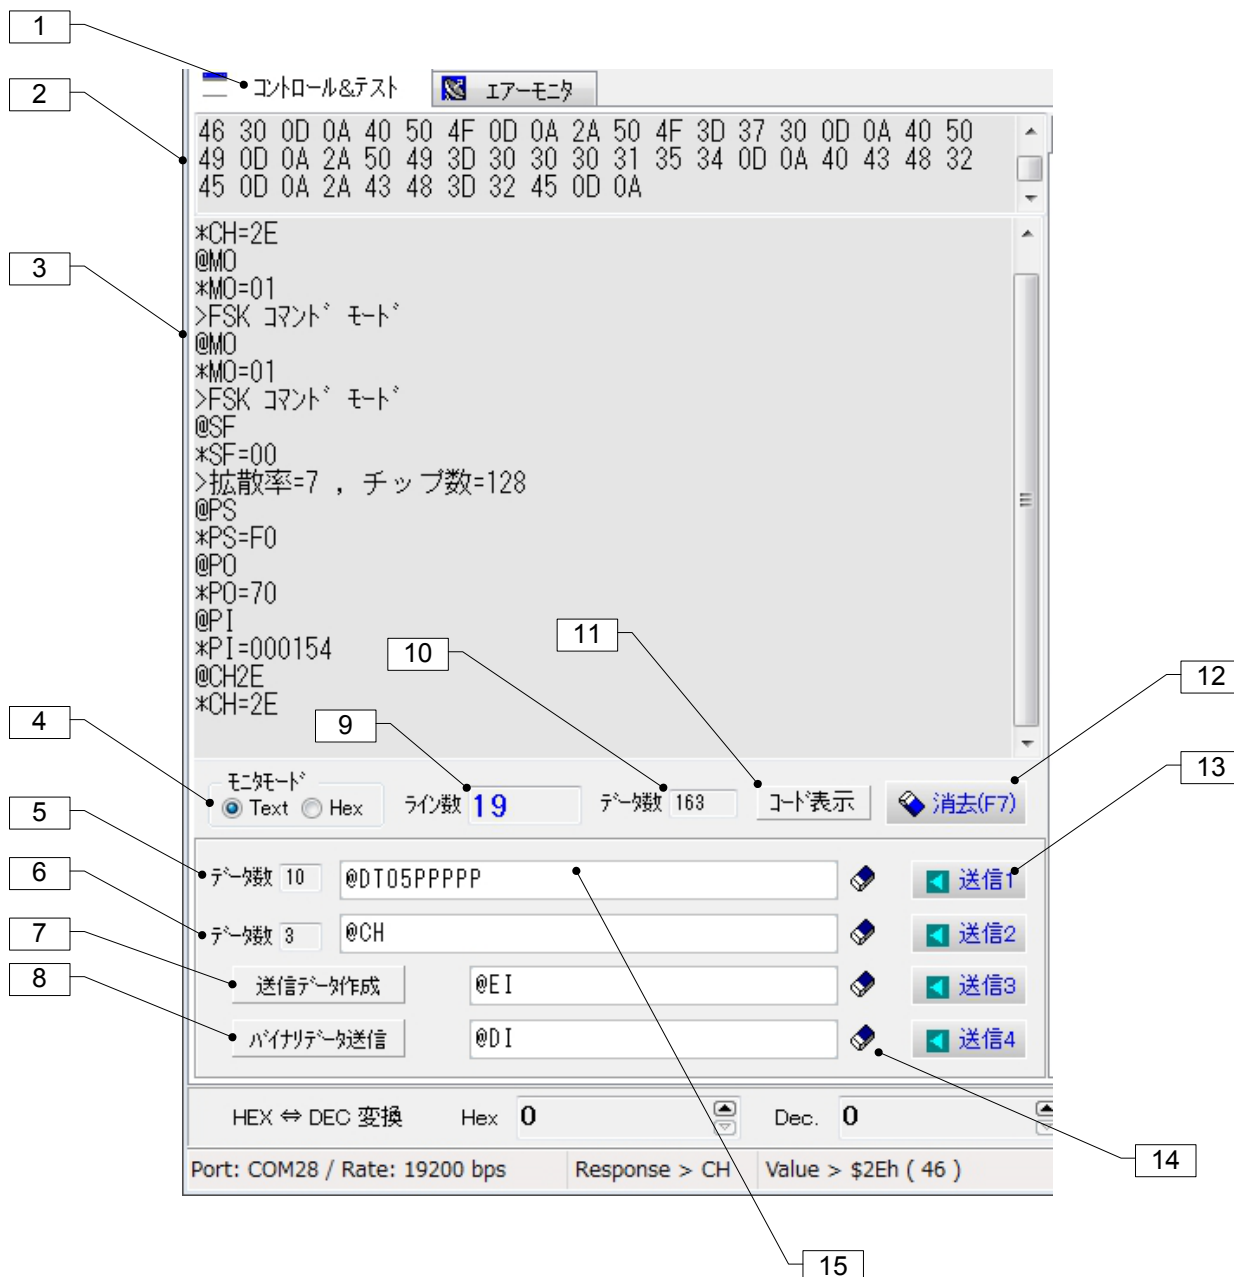 1
コントロール&テスト
エアーモニタ
2
46 30 0D 0A 40 50 4F 0D 0A 2A 50 4F 3D 37 30 0D 0A 40 50
49 0D 0A 2A 50 49 3D 30 30 30 31 35 34 0D 0A 40 43 48 32
45 0D 0A 2A 43 48 3D 32 45 0D 0A
3
*CH=2E
@MO
*MO=01
>FSK コマンド モード
@MO
*MO=01
>FSK コマンド モード
@SF
*SF=00
>拡散率=7 , チップ数=128
@PS
*PS=F0
@PO
*PO=70
@PI
*PI=000154
@CH2E
*CH=2E
10
11
12
4
9
13
モニタモード
Text Hex
ライン数 19
データ数 163
コード表示
消去(F7)
5
データ数 10 @DT05PPPPP 送信1
6
データ数 3 @CH 送信2
7
送信データ作成 @EI 送信3
8
バイナリデータ送信 @DI 送信4
HEX ⇔ DEC 変換 Hex 0 Dec. 0
14
Port: COM28 / Rate: 19200 bps Response > CH Value > $2Eh ( 46 )
15